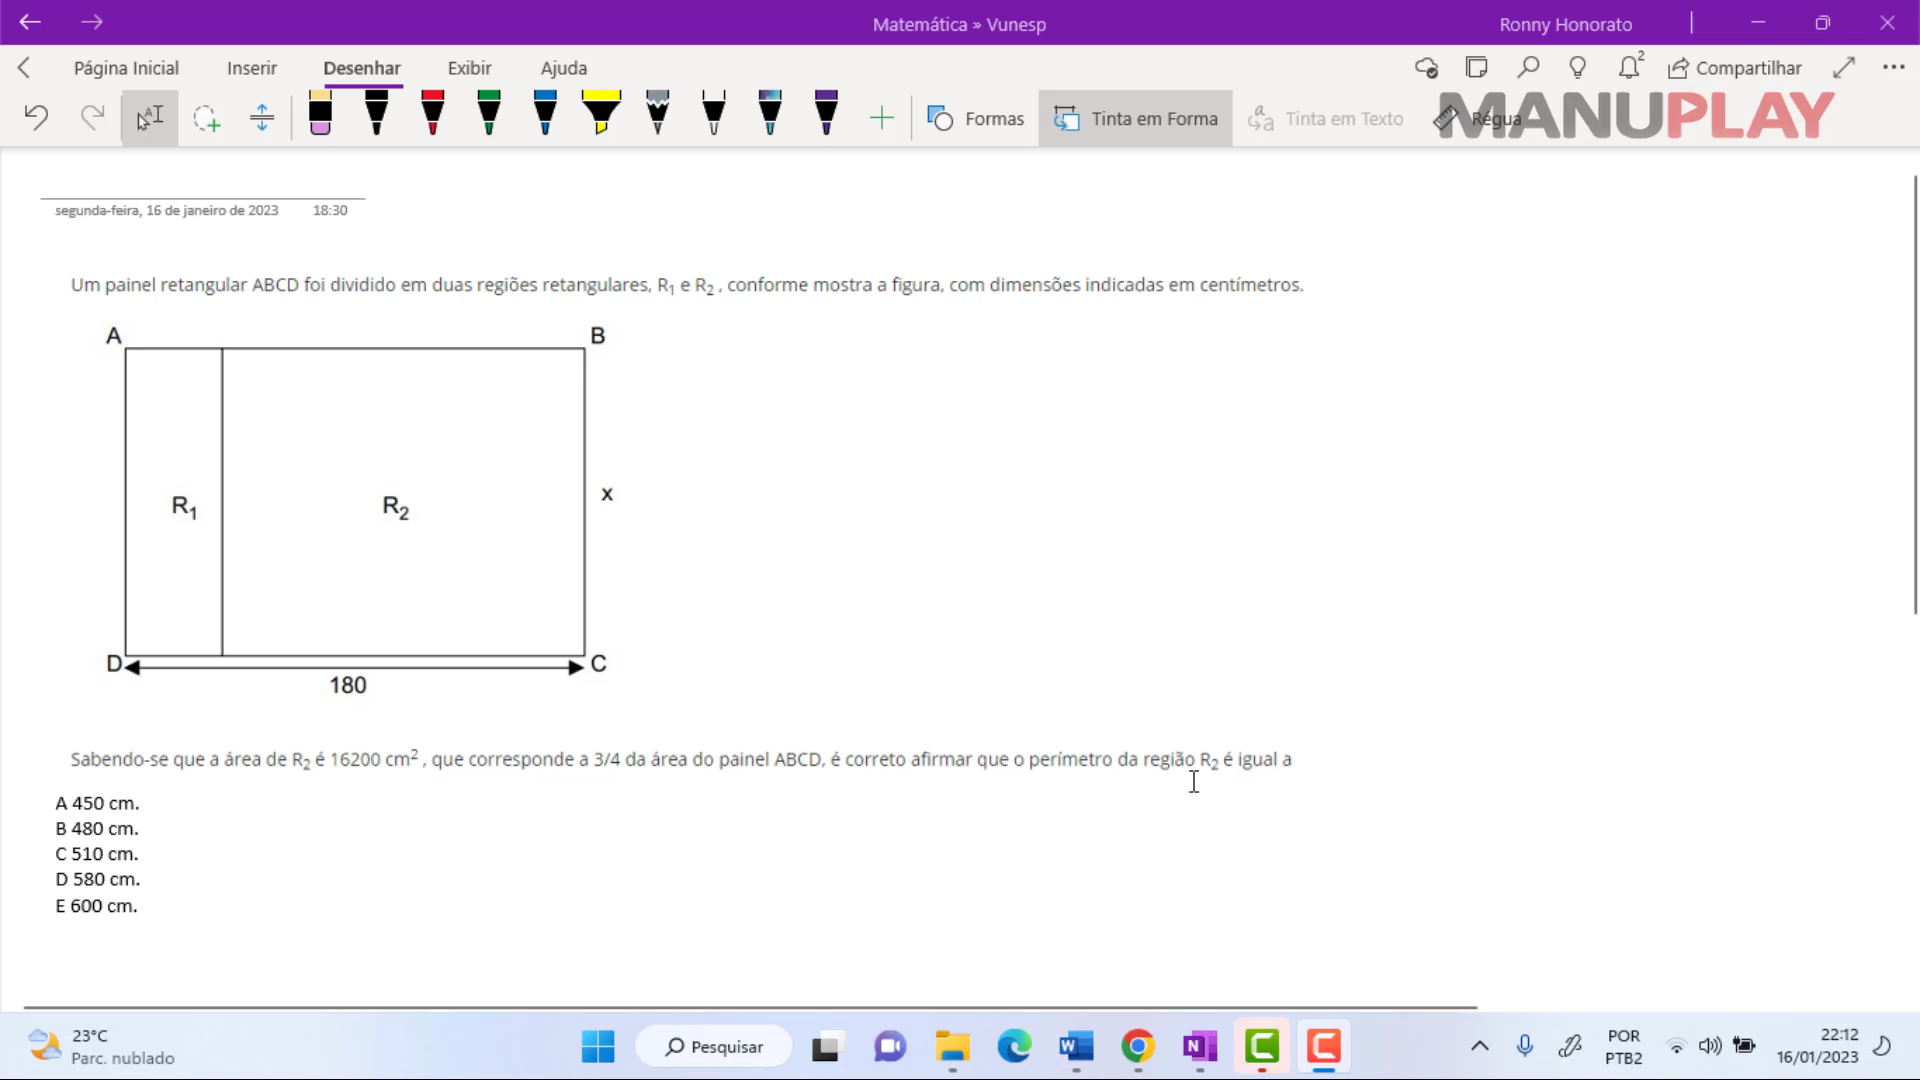 Matemática » Vunesp
Ronny Honorato
Página Inicial Inserir Desenhar Exibir Ajuda
2
Compartilhar
Formas Tinta em Forma Tinta em Texto Régua
MANUPLAY
segunda-feira, 16 de janeiro de 2023 18:30
Um painel retangular ABCD foi dividido em duas regiões retangulares, R1 e R2 , conforme mostra a figura, com dimensões indicadas em centímetros.
A B
R1 R2 x
D C
180
Sabendo-se que a área de R2 é 16200 cm² , que corresponde a 3/4 da área do painel ABCD, é correto afirmar que o perímetro da região R2 é igual a
A 450 cm.
B 480 cm.
C 510 cm.
D 580 cm.
E 600 cm.
23°C
Parc. nublado
Pesquisar
POR
PTB2
22:12
16/01/2023